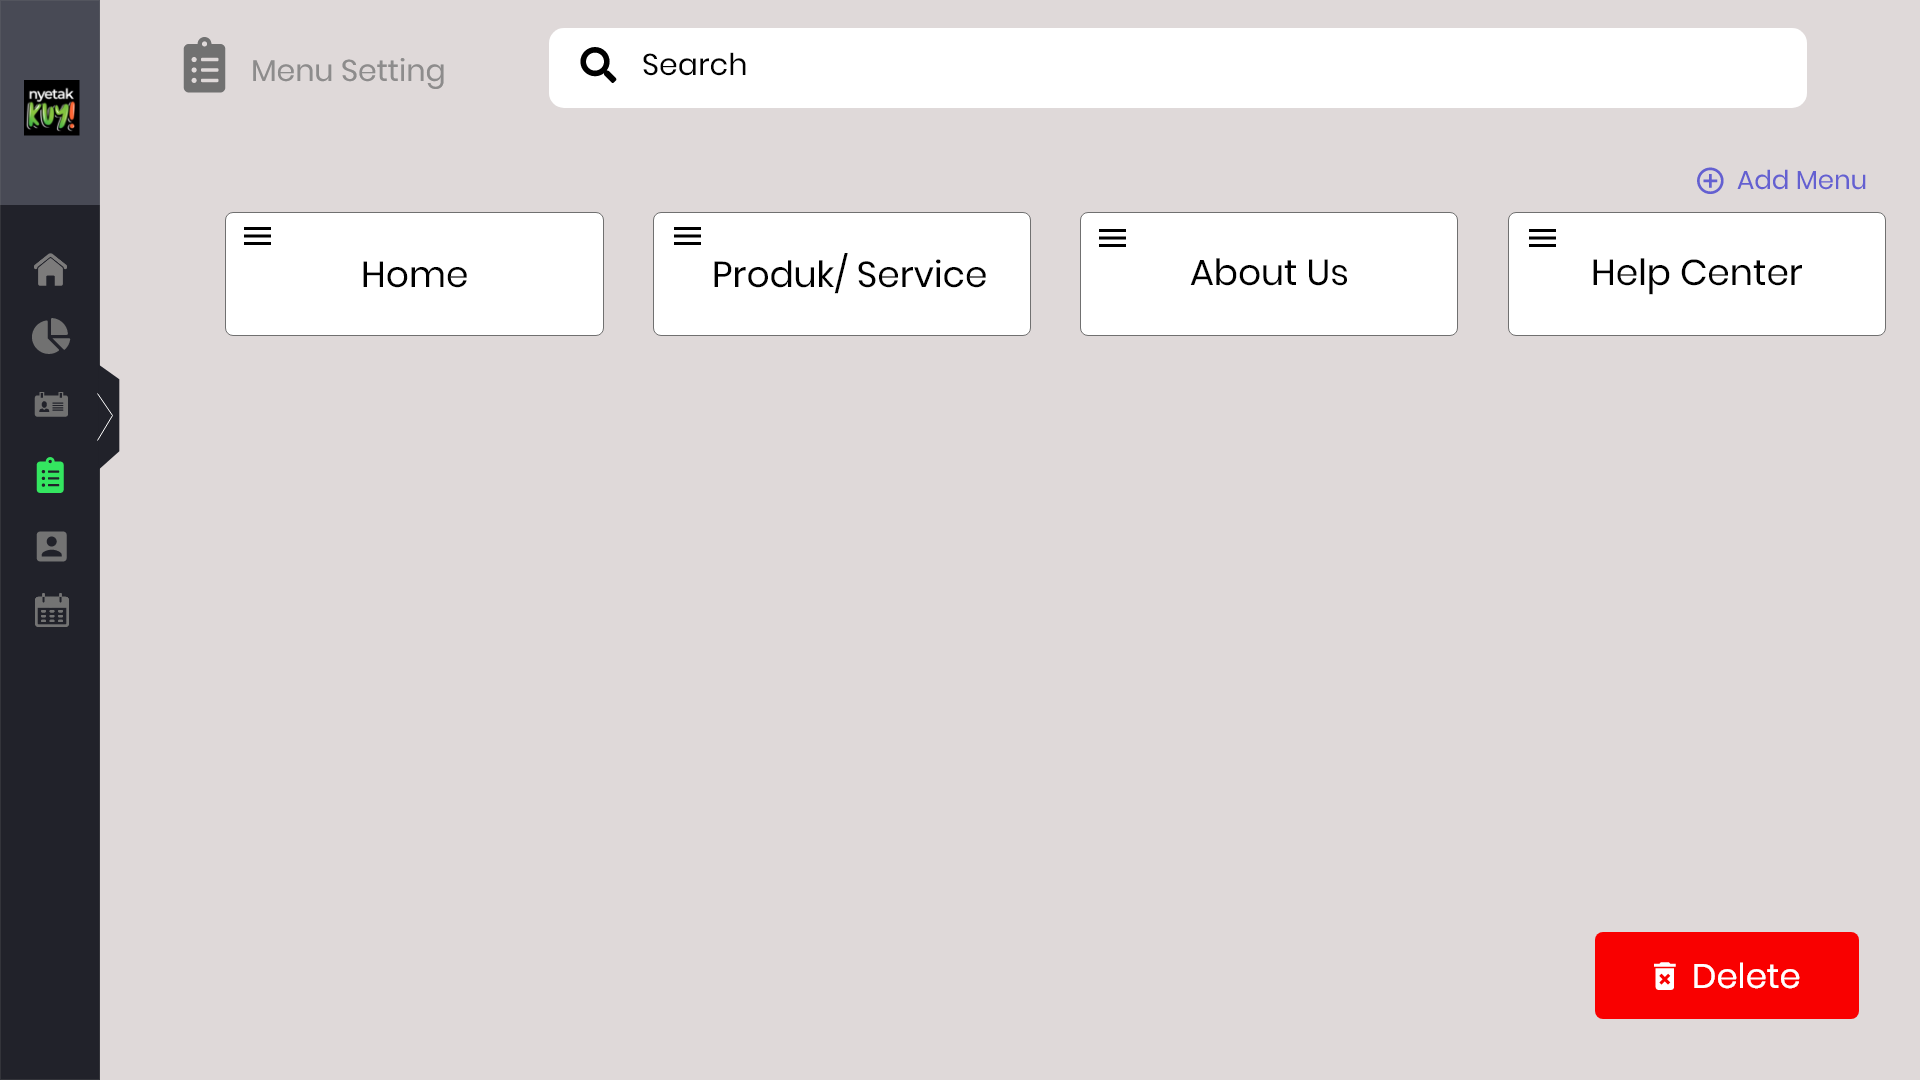 nyetak
KUY!
Menu Setting
Search
Add Menu
Home
Produk/ Service
About Us
Help Center
Delete